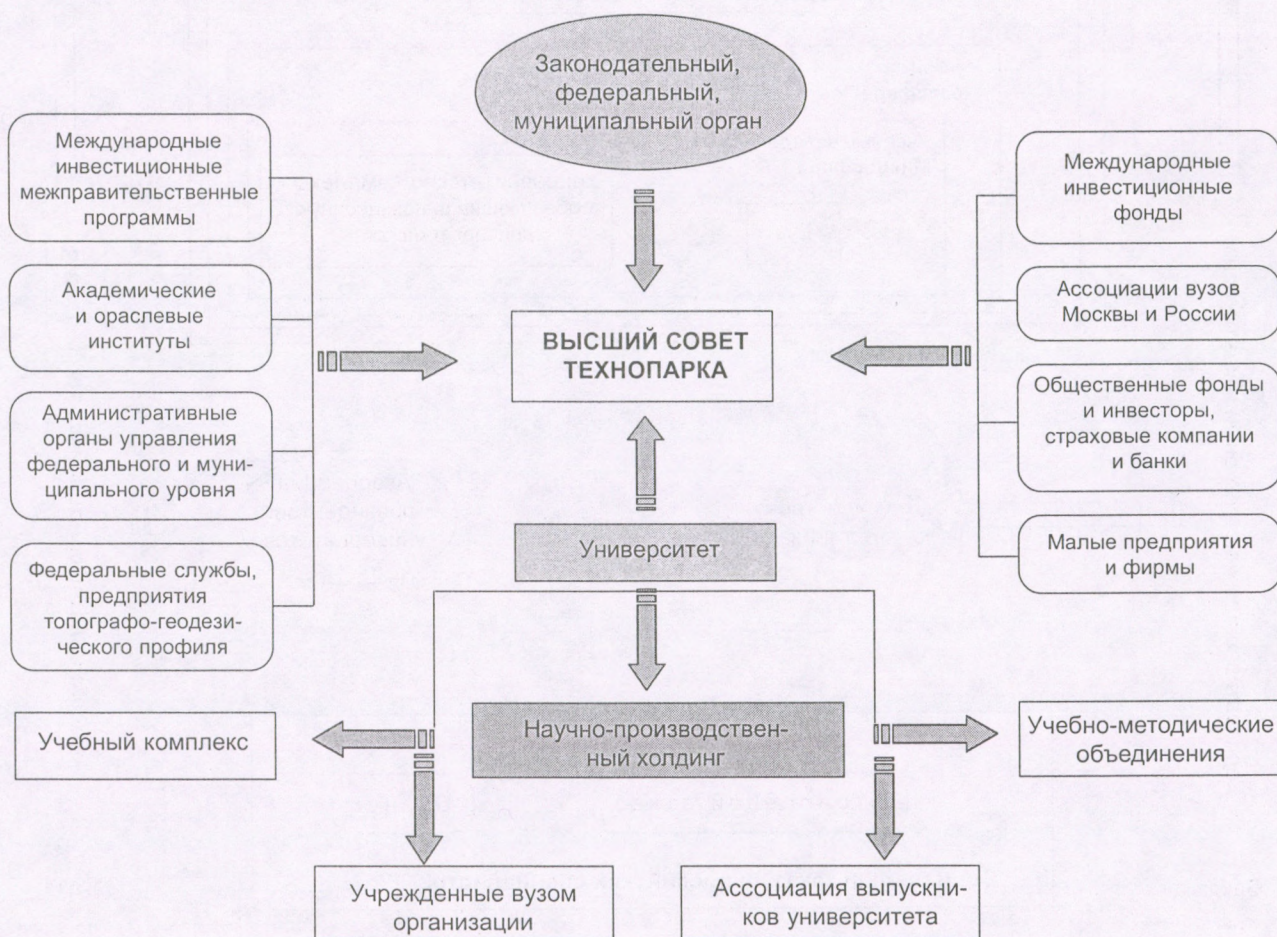 Законодательный,
федеральный,
муниципальный орган
Международные
инвестиционные
межправительственные
программы
Академические
и ораслевые
институты
Административные
органы управления
федерального и муни-
ципального уровня
Федеральные службы,
предприятия
топографо-геодези-
ческого профиля
ВЫСШИЙ СОВЕТ
ТЕХНОПАРКА
Международные
инвестиционные
фонды
Ассоциации вузов
Москвы и России
Общественные фонды
и инвесторы,
страховые компании
и банки
Малые предприятия
и фирмы
Университет
Учебный комплекс
Научно-производствен-
ный холдинг
Учебно-методические
объединения
Учрежденные вузом
организации
Ассоциация выпускни-
ков университета